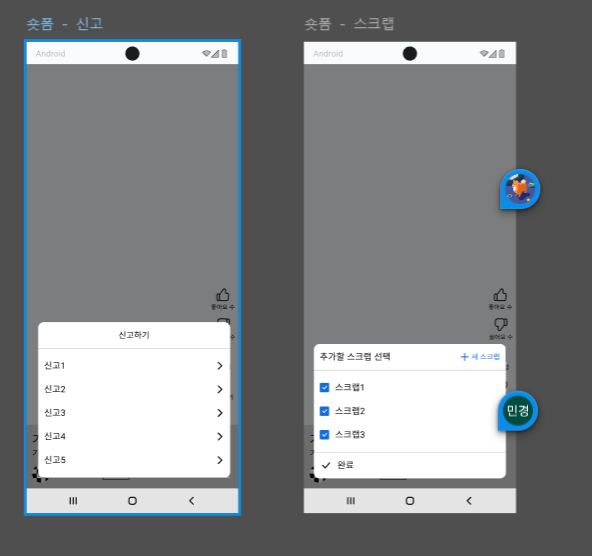 숏폼 - 신고
Android
좋아요 수
신고하기
신고1
신고2
신고3
신고4
신고5
숏폼 - 스크랩
Android
좋아요 수
싫어요 수
추가할 스크랩 선택
+ 새 스크랩
스크랩1
스크랩2
스크랩3
완료
민경